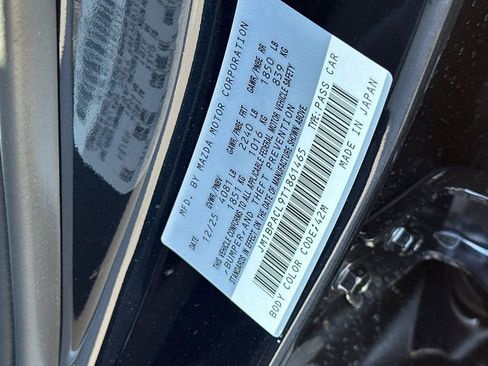 MFD. BY MAZDA MOTOR CORPORATION
DATE GVWR/PNBV GAWR/PNBE FRT GAWR/PNBE RR
12/25 4081 LB 2240 LB 1850 LB
1851 KG 1016 KG 839 KG
THIS VEHICLE CONFORMS TO ALL APPLICABLE FEDERAL MOTOR VEHICLE SAFETY
, BUMPER, AND THEFT PREVENTION
STANDARDS IN EFFECT ON THE DATE OF MANUFACTURE SHOWN ABOVE.
JM1BPACL9T1861465 TYPE:PASS CAR
BODY COLOR CODE;42M MADE IN JAPAN